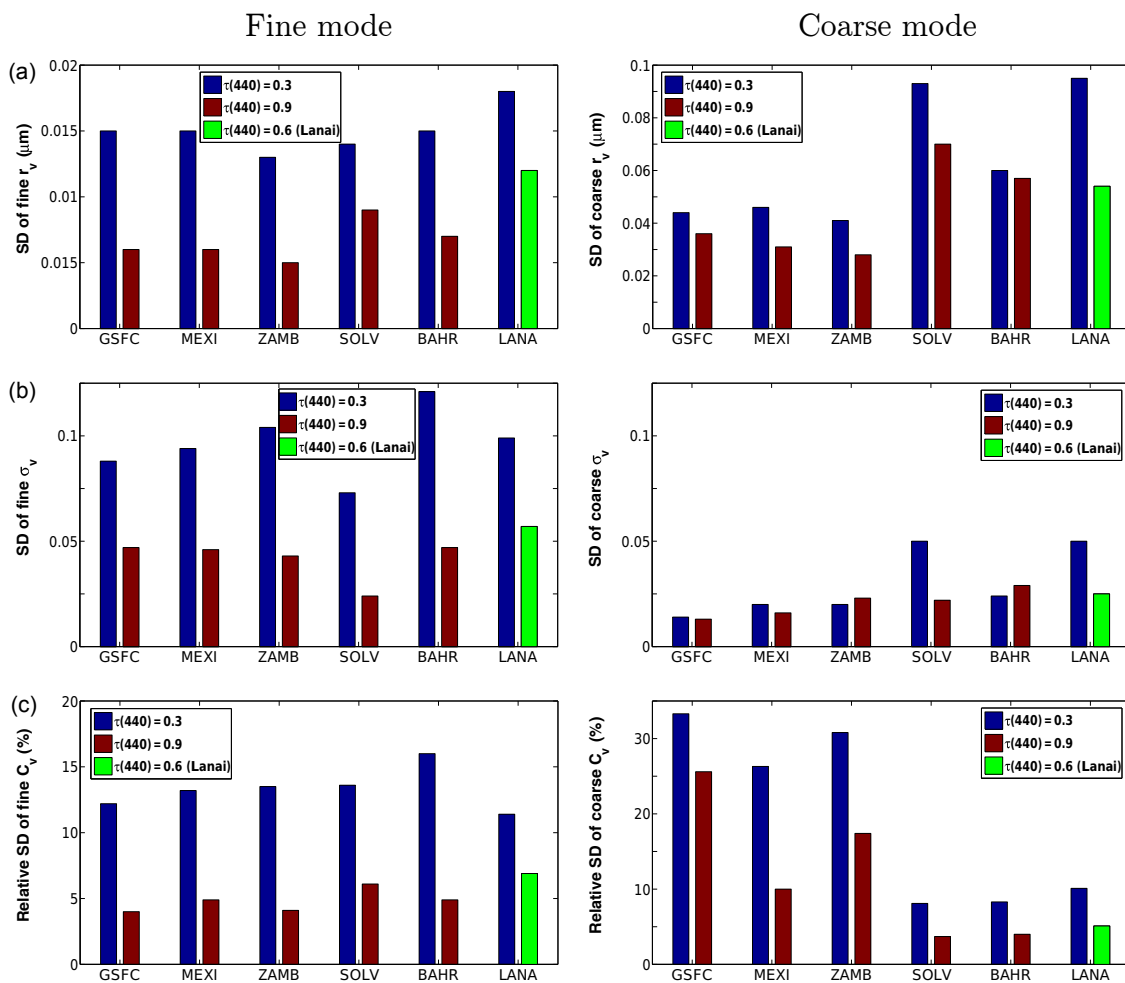 Fine mode
Coarse mode
(a)
SD of fine r_v (μm)
0.02
0.015
0.01
0.015
0
τ(440)=0.3
τ(440)=0.9
τ(440)=0.6 (Lanai)
GSFC MEXI ZAMB SOLV BAHR LANA
SD of coarse r_v (μm)
0.1
0.08
0.06
0.04
0.02
0
τ(440)=0.3
τ(440)=0.9
τ(440)=0.6 (Lanai)
GSFC MEXI ZAMB SOLV BAHR LANA
(b)
SD of fine σ_v
0.1
0.05
0
τ(440)=0.3
τ(440)=0.9
τ(440)=0.6 (Lanai)
GSFC MEXI ZAMB SOLV BAHR LANA
SD of coarse σ_v
0.1
0.05
0
τ(440)=0.3
τ(440)=0.9
τ(440)=0.6 (Lanai)
GSFC MEXI ZAMB SOLV BAHR LANA
(c)
Relative SD of fine C_v (%)
20
15
10
5
0
τ(440)=0.3
τ(440)=0.9
τ(440)=0.6 (Lanai)
GSFC MEXI ZAMB SOLV BAHR LANA
Relative SD of coarse C_v (%)
30
20
10
0
τ(440)=0.3
τ(440)=0.9
τ(440)=0.6 (Lanai)
GSFC MEXI ZAMB SOLV BAHR LANA